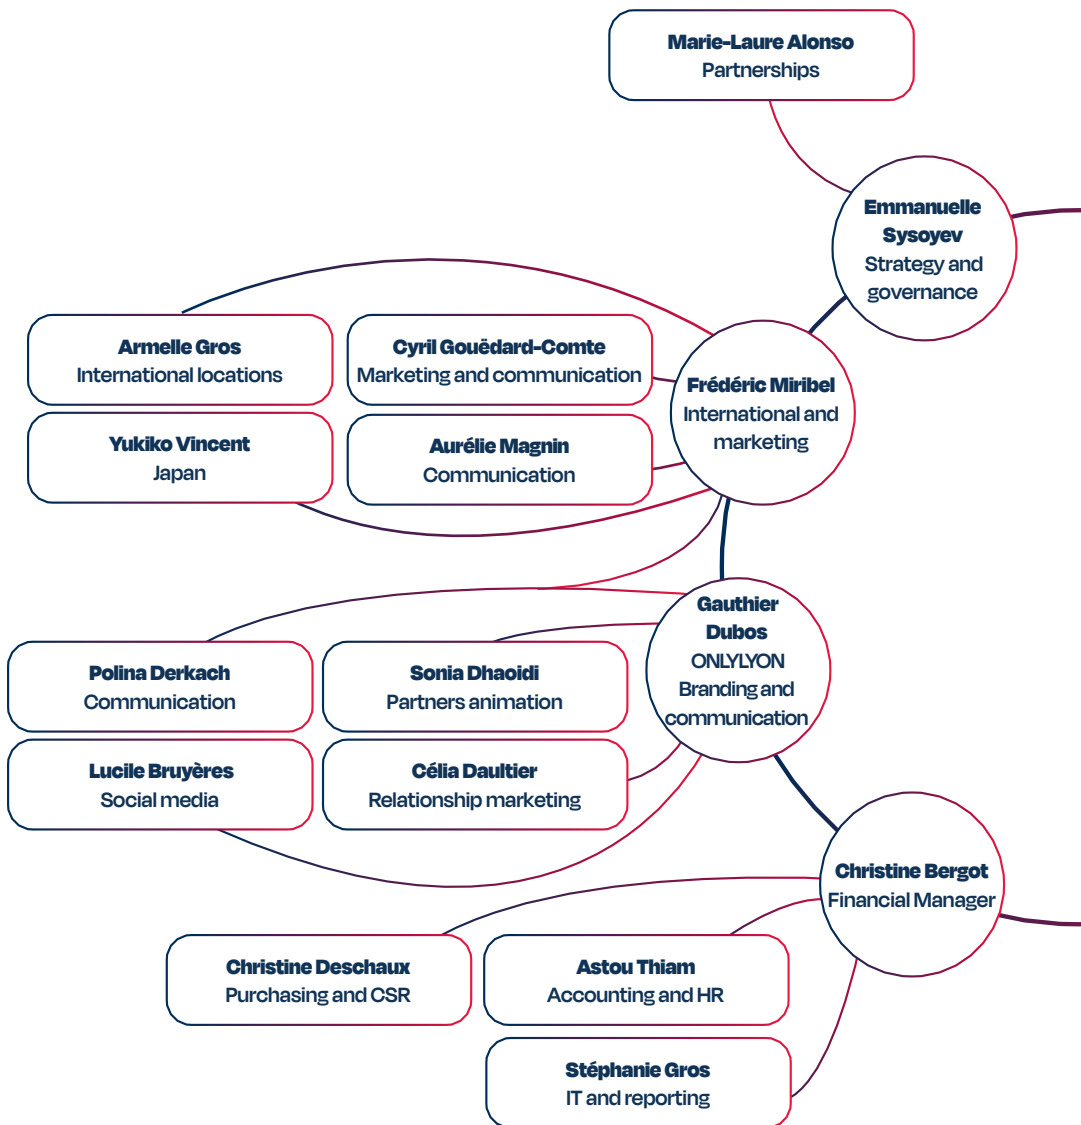 Marie-Laure Alonso
Partnerships
Emmanuelle
Sysoyev
Strategy and
governance
Armelle Gros
International locations
Cyril Gouëdard-Comte
Marketing and communication
Frédéric Miribel
International and
marketing
Yukiko Vincent
Japan
Aurélie Magnin
Communication
Gauthier
Dubos
ONLYLYON
Branding and
communication
Polina Derkach
Communication
Sonia Dhaoidi
Partners animation
Lucile Bruyères
Social media
Célia Daultier
Relationship marketing
Christine Bergot
Financial Manager
Christine Deschaux
Purchasing and CSR
Astou Thiam
Accounting and HR
Stéphanie Gros
IT and reporting